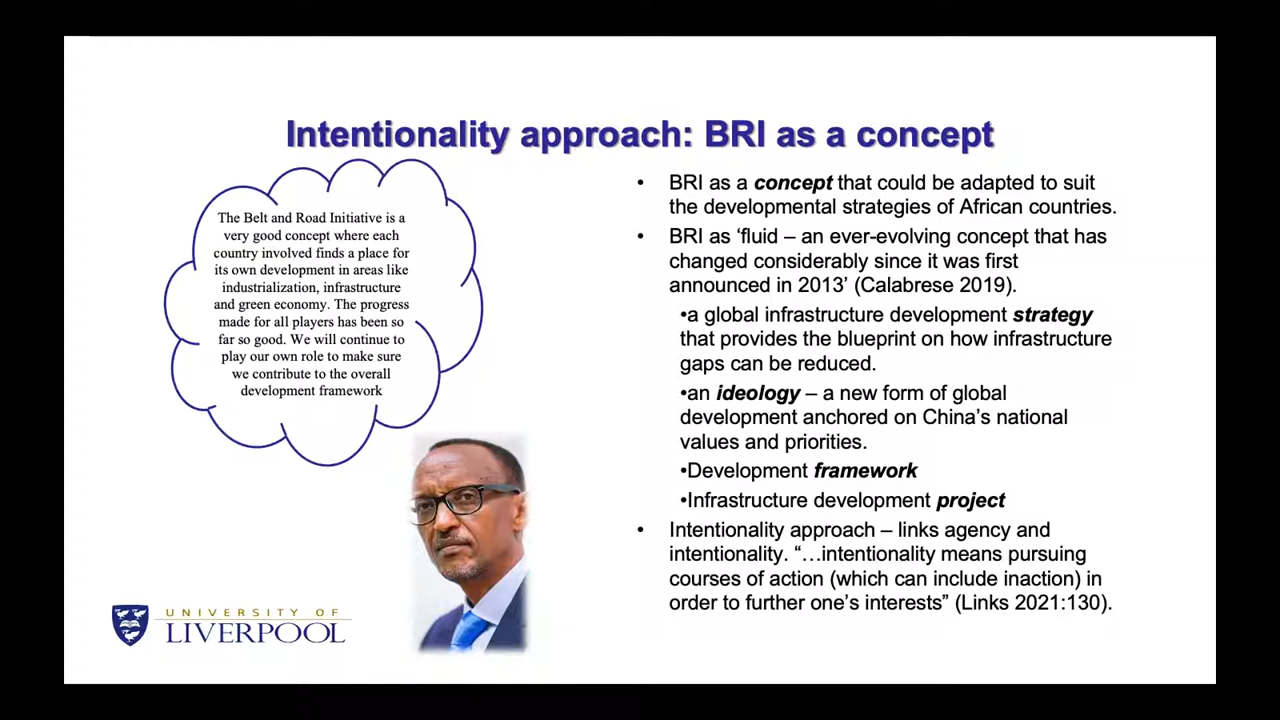 Intentionality approach: BRI as a concept
The Belt and Road Initiative is a
very good concept where each
country involved finds a place for
its own development in areas like
industrialization, infrastructure
and green economy. The progress
made for all players has been so
far so good. We will continue to
play our own role to make sure
we contribute to the overall
development framework
• BRI as a concept that could be adapted to suit
the developmental strategies of African countries.
• BRI as ‘fluid – an ever-evolving concept that has
changed considerably since it was first
announced in 2013’ (Calabrese 2019).
•a global infrastructure development strategy
that provides the blueprint on how infrastructure
gaps can be reduced.
•an ideology – a new form of global
development anchored on China’s national
values and priorities.
•Development framework
•Infrastructure development project
• Intentionality approach – links agency and
intentionality. “…intentionality means pursuing
courses of action (which can include inaction) in
order to further one’s interests” (Links 2021:130).
UNIVERSITY OF
LIVERPOOL